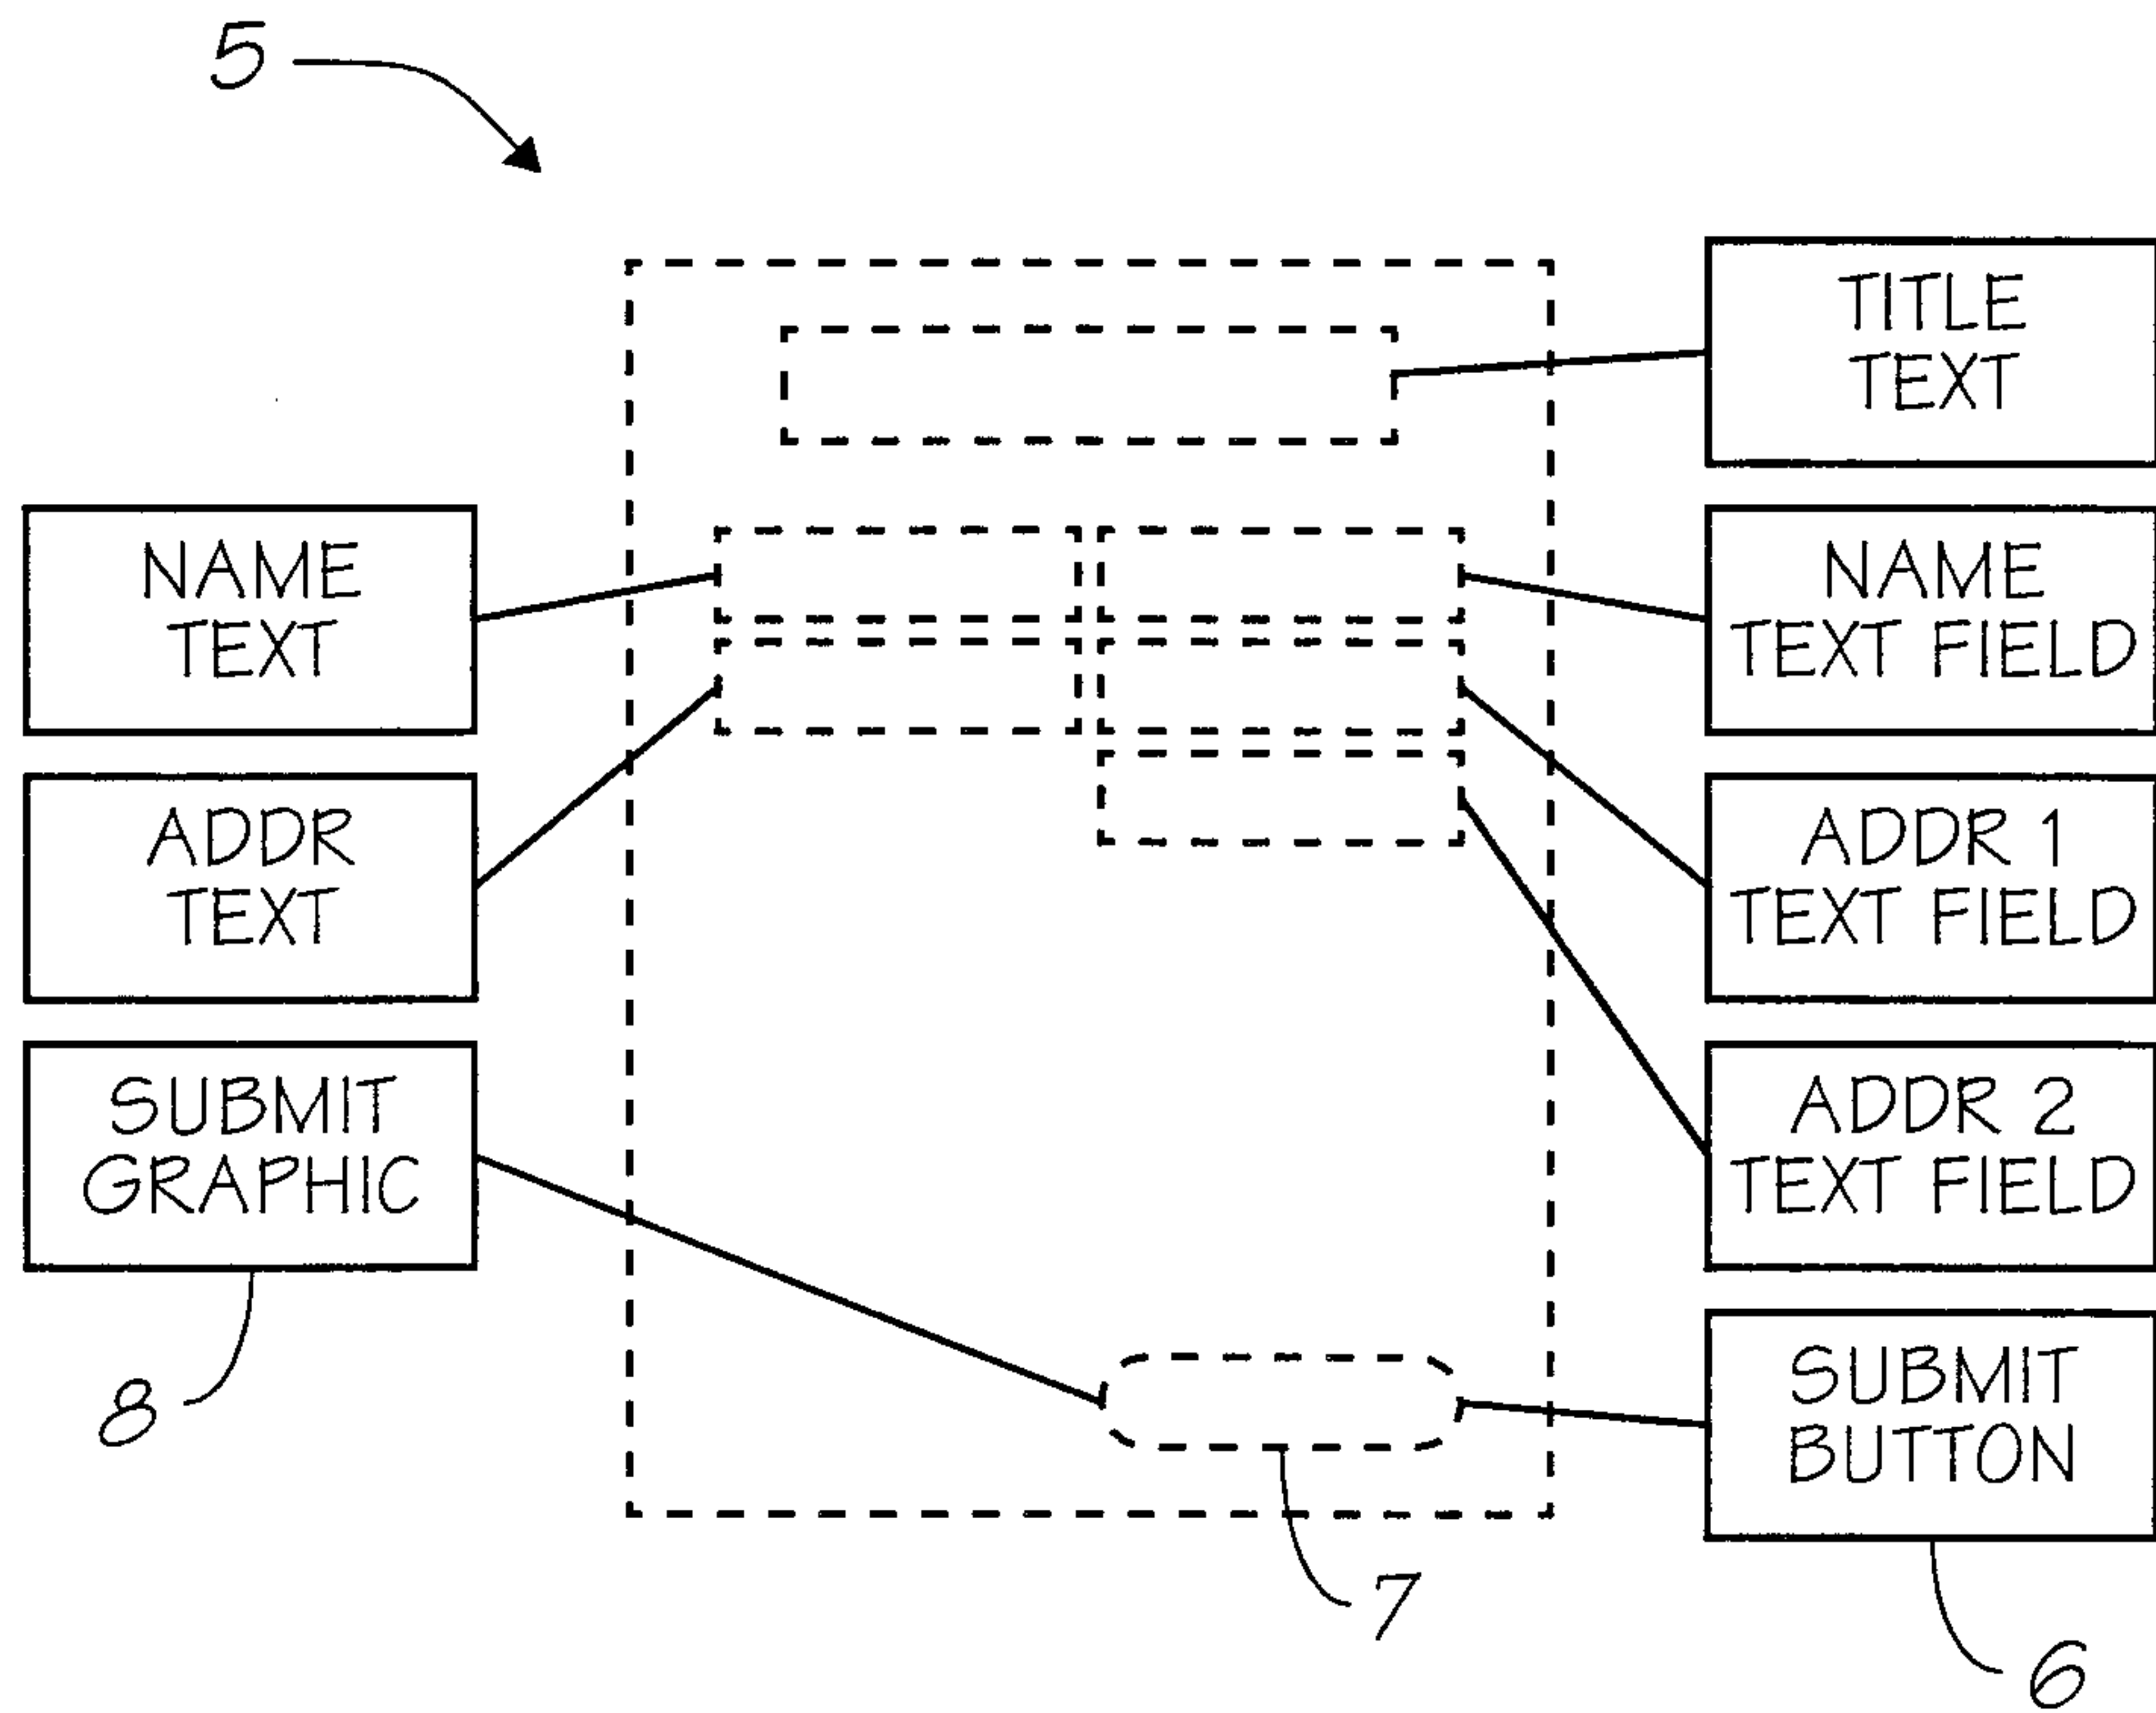 5
TITLE
TEXT
NAME
TEXT
NAME
TEXT FIELD
ADDR
TEXT
ADDR 1
TEXT FIELD
SUBMIT
GRAPHIC
ADDR 2
TEXT FIELD
SUBMIT
BUTTON
8
7
6